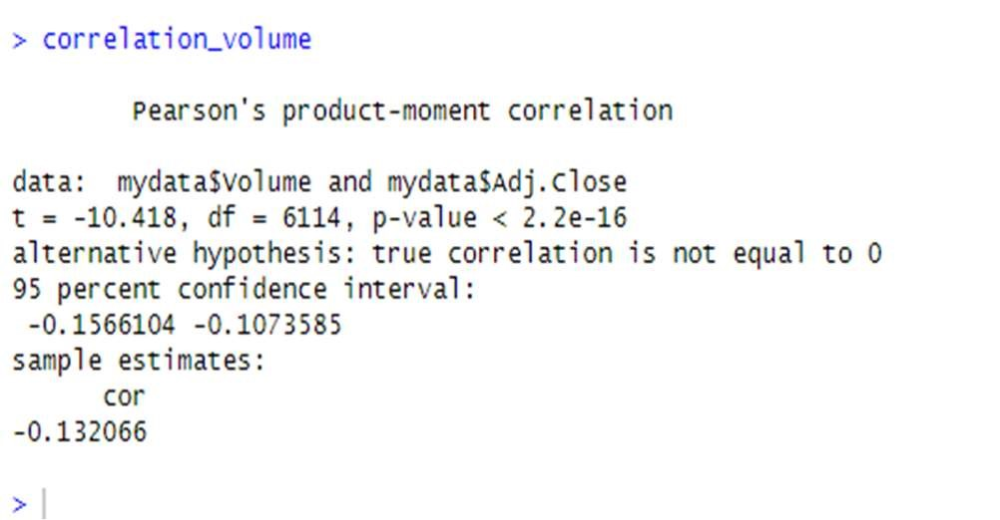 > correlation_volume
Pearson's product-moment correlation
data:  mydata$Volume and mydata$Adj.Close
t = -10.418, df = 6114, p-value < 2.2e-16
alternative hypothesis: true correlation is not equal to 0
95 percent confidence interval:
-0.1566104 -0.1073585
sample estimates:
cor
-0.132066
>